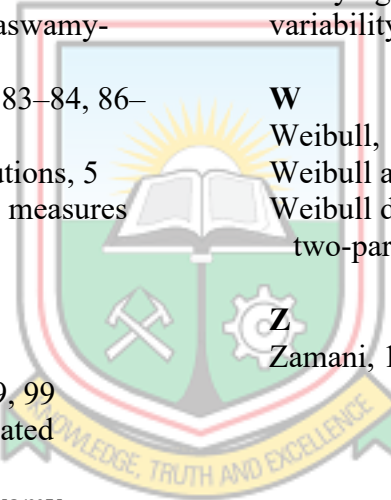 aswamy-
83–84, 86–
utions, 5
measures
9, 99
ated
variability
W
Weibull,
Weibull a
Weibull d
two-par
Z
Zamani, 1
KNOWLEDGE, TRUTH AND EXCELLENCE